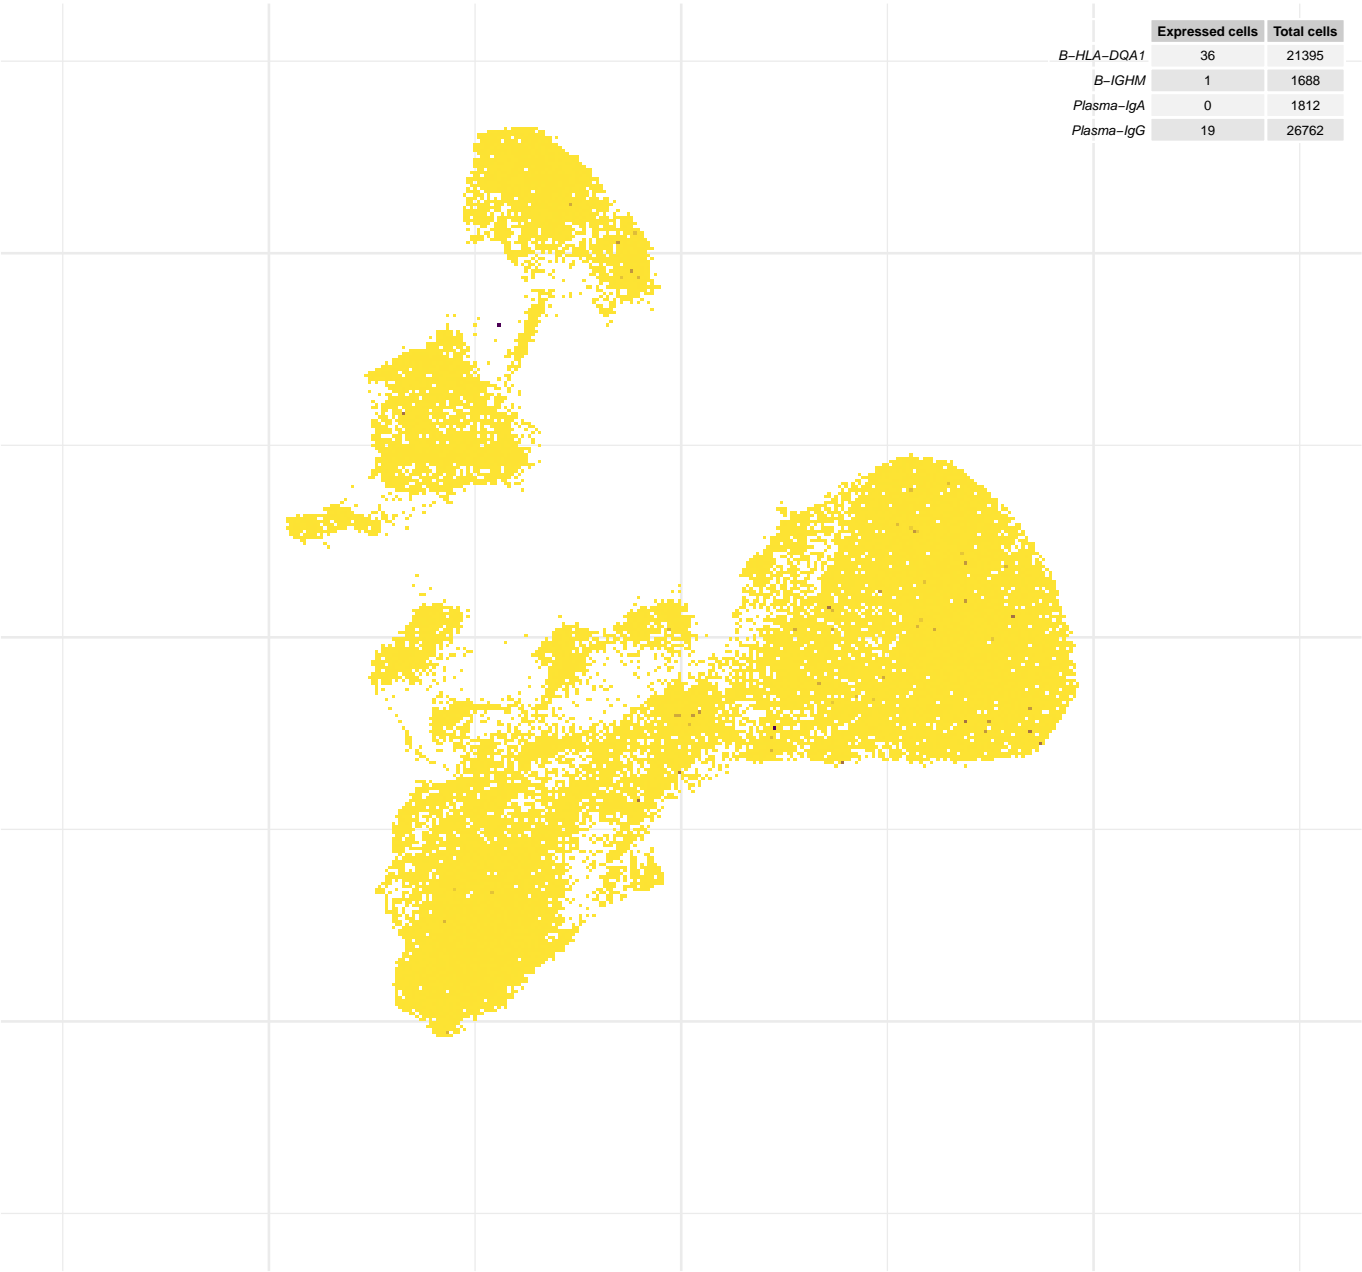 Expressed cells Total cells
B−HLA−DQA1 36 21395
B−IGHM 1 1688
Plasma−IgA 0 1812
Plasma−IgG 19 26762